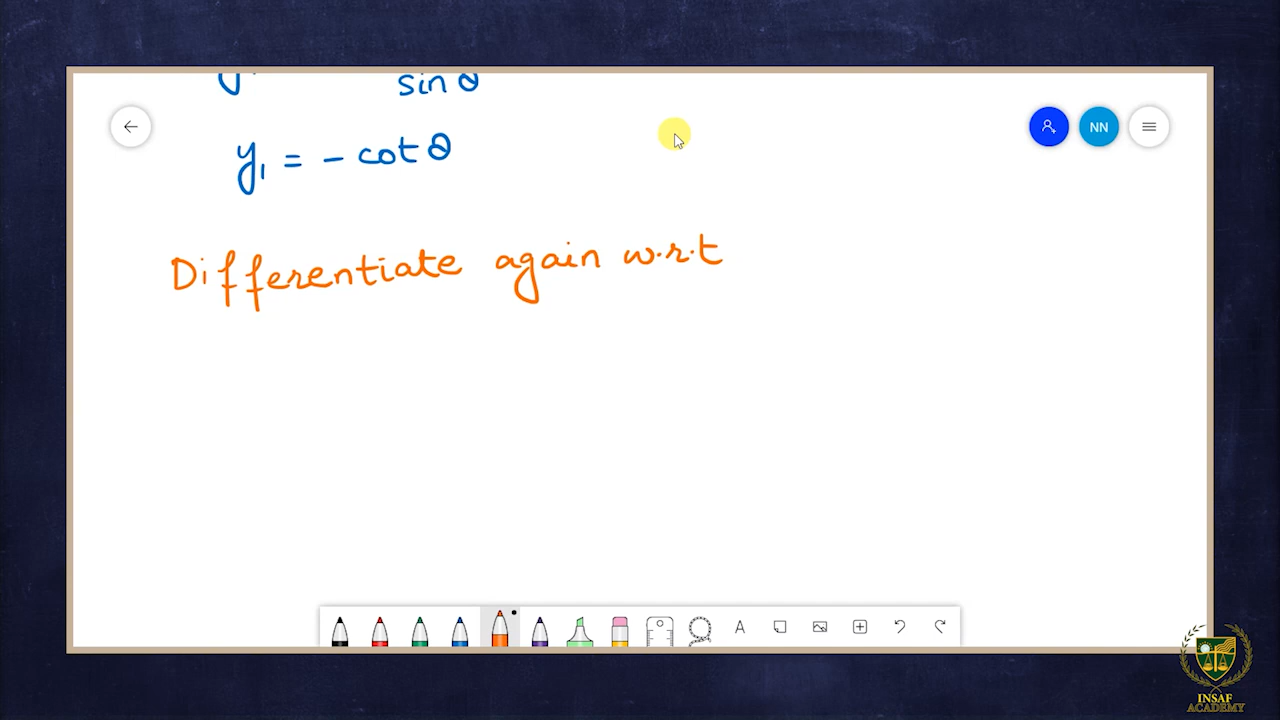 sin θ
y₁ = - cot θ
Differentiate again w.r.t
NN
A
INSAF
ACADEMY